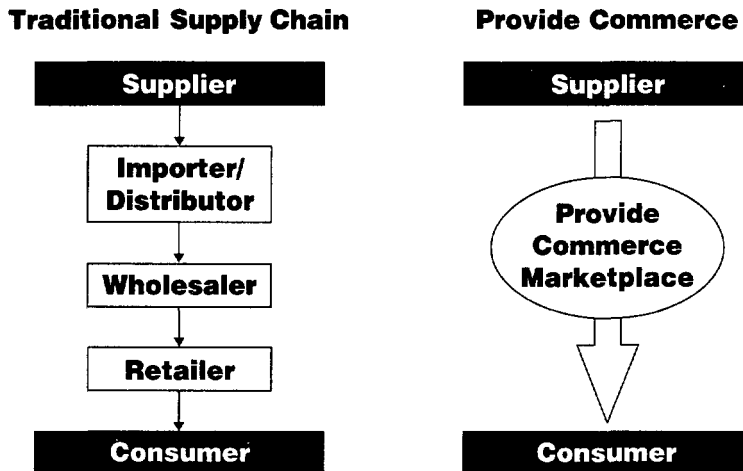 Traditional Supply Chain
Supplier
Importer/
Distributor
Wholesaler
Retailer
Consumer
Provide Commerce
Supplier
Provide
Commerce
Marketplace
Consumer